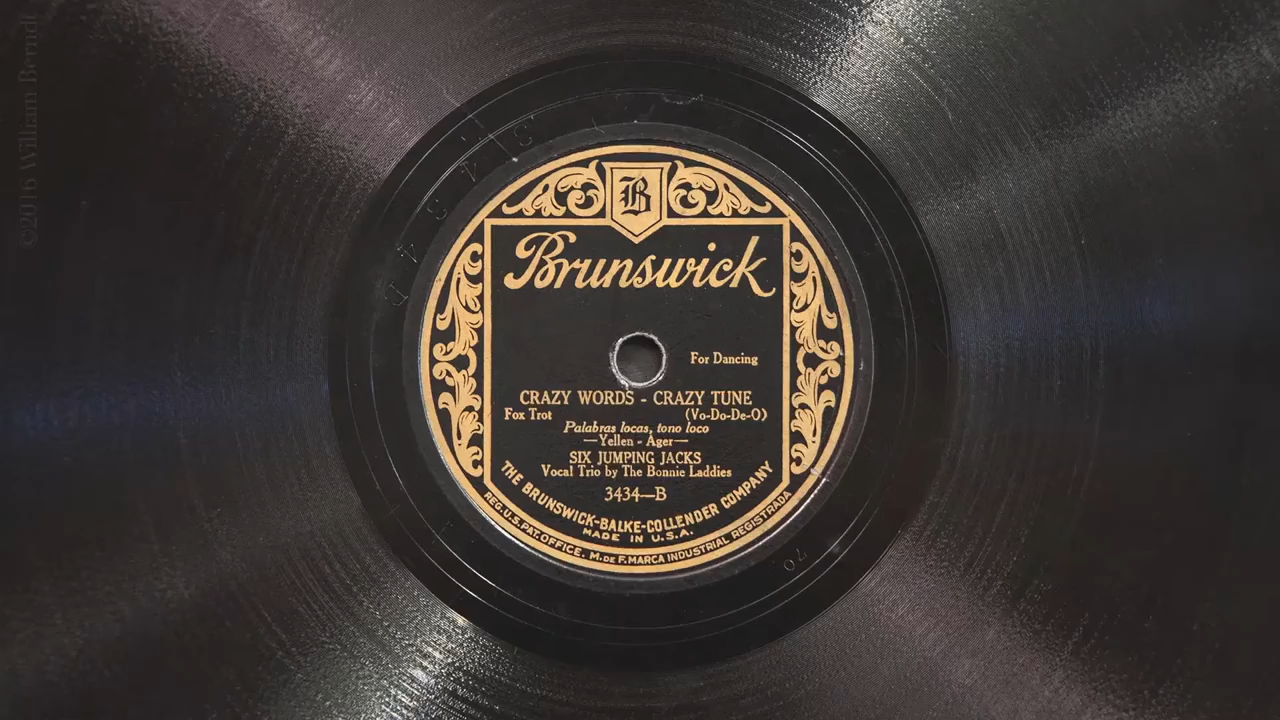 ©2016 William Berndt
B
Brunswick
For Dancing
CRAZY WORDS - CRAZY TUNE
Fox Trot (Vo-Do-De-O)
Palabras locas, tono loco
—Yellen - Ager—
SIX JUMPING JACKS
Vocal Trio by The Bonnie Laddies
3434—B
THE BRUNSWICK-BALKE-COLLENDER COMPANY
MADE IN U.S.A.
REG. U.S. PAT. OFFICE. M. DE F. MARCA INDUSTRIAL REGISTRADA